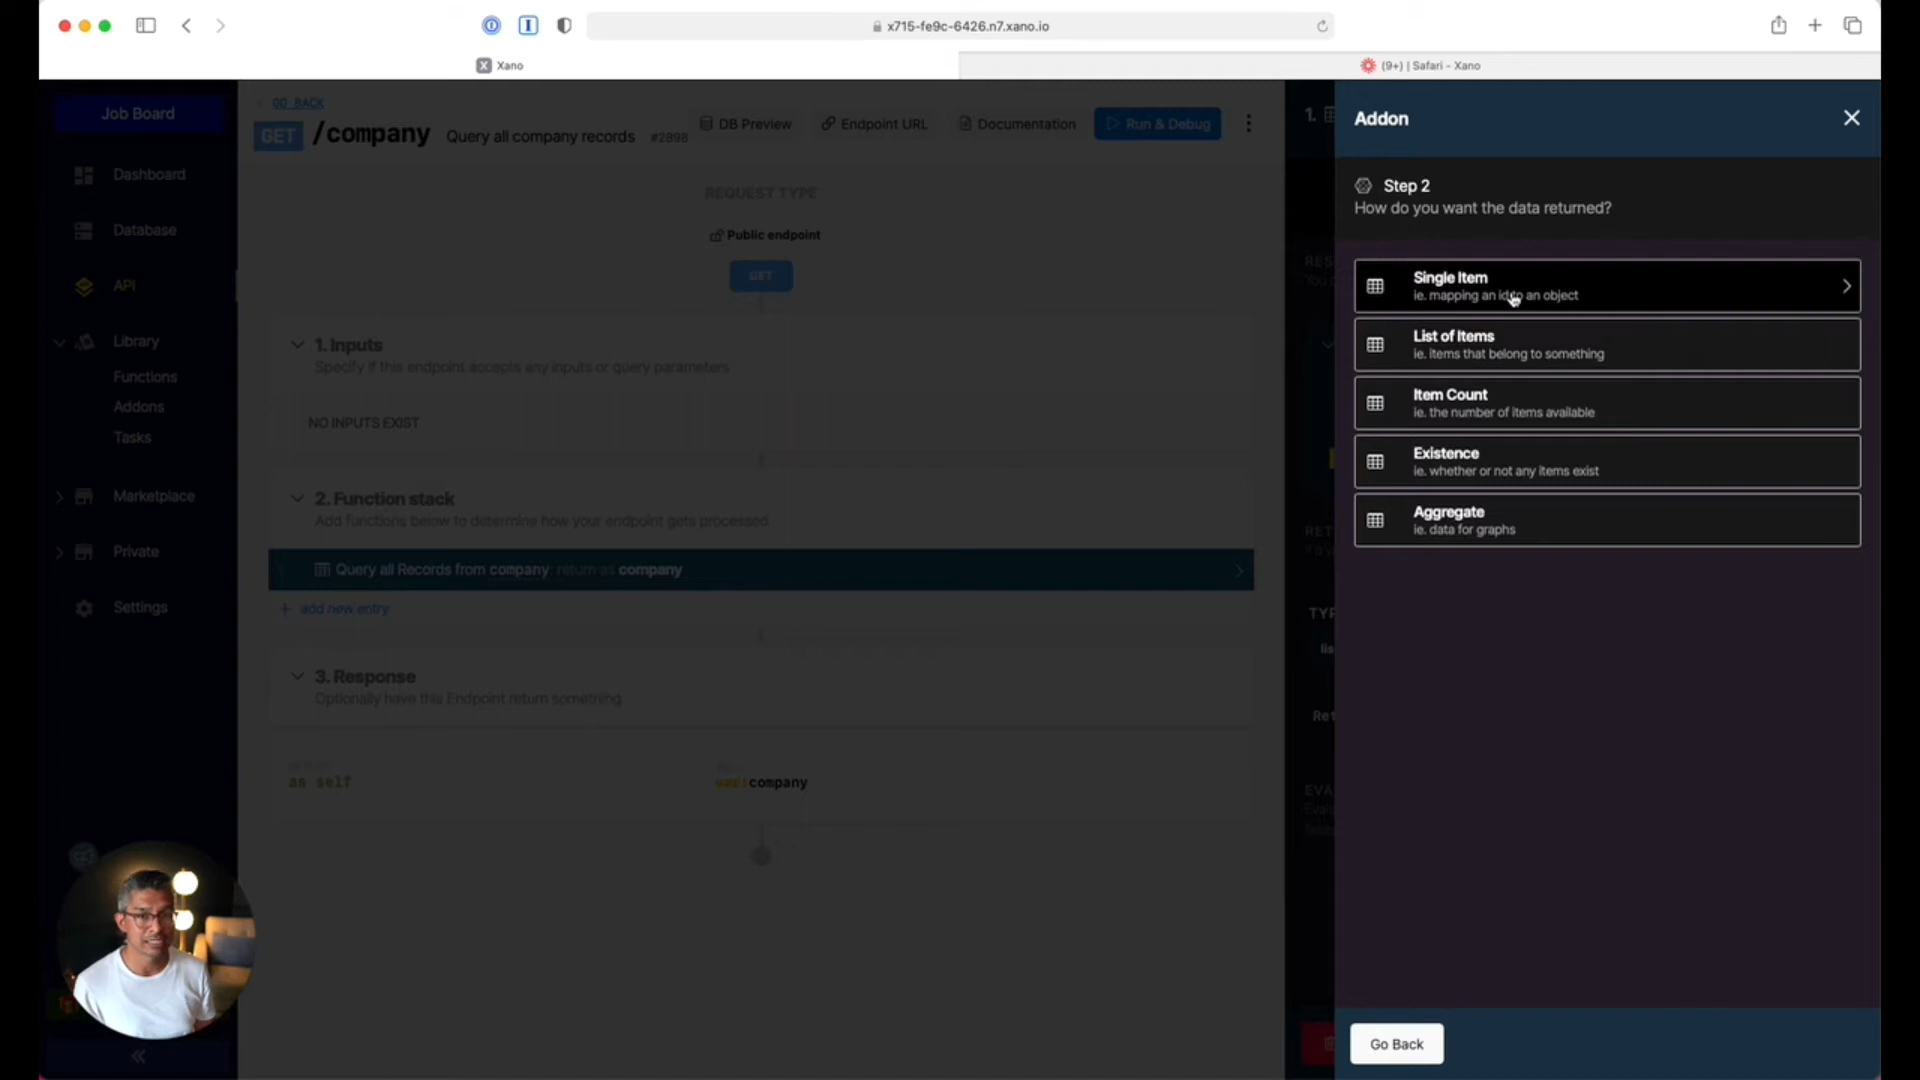 x715-fe9c-6426.n7.xano.io
Xano
(9+) | Safari - Xano
Job Board
Dashboard
Database
API
Library
Functions
Addons
Tasks
Marketplace
Private
Settings
GO BACK
GET /company Query all company records #2898
DB Preview
Endpoint URL
Documentation
Run & Debug
REQUEST TYPE
Public endpoint
GET
1. Inputs
Specify if this endpoint accepts any inputs or query parameters
NO INPUTS EXIST
2. Function stack
Add functions below to determine how your endpoint gets processed
Query all Records from company: return as company
+ add new entry
3. Response
Optionally have this Endpoint return something
as self
company
1.
Addon
Step 2
How do you want the data returned?
Single Item
ie. mapping an id to an object
List of Items
ie. items that belong to something
Item Count
ie. the number of items available
Existence
ie. whether or not any items exist
Aggregate
ie. data for graphs
Go Back